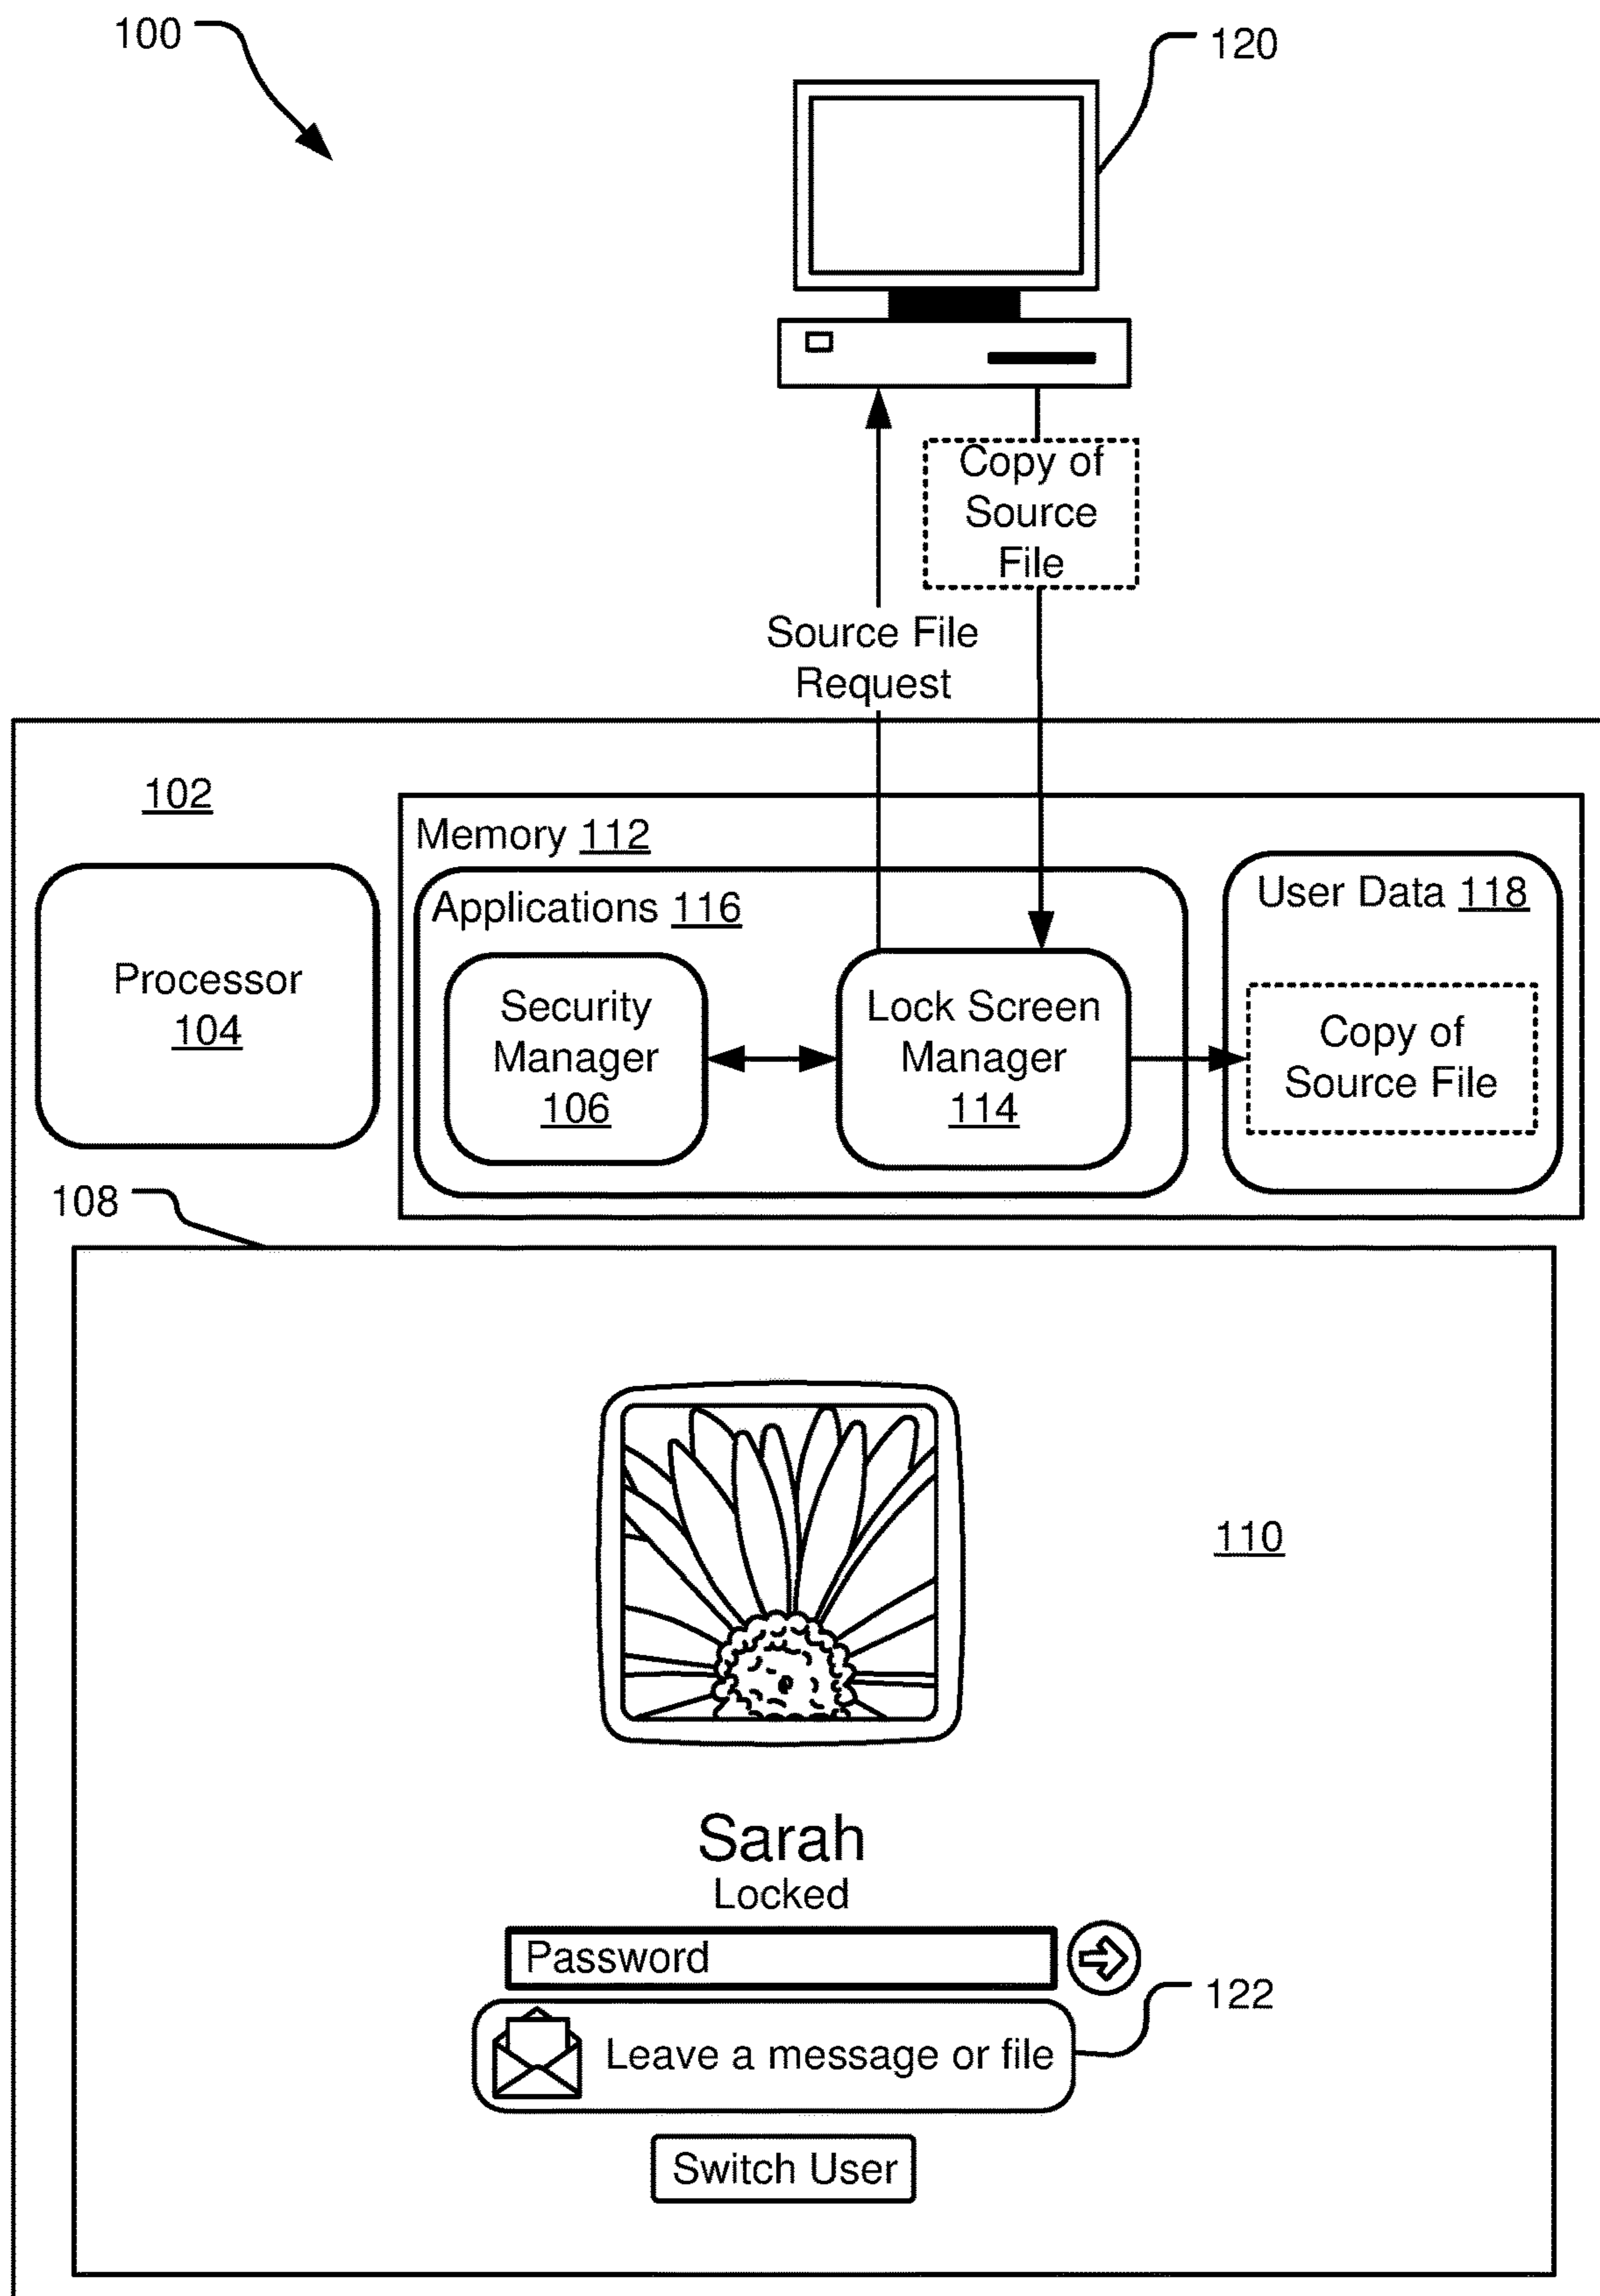 100
120
Copy of
Source
File
Source File
Request
102
Memory 112
Applications 116
User Data 118
Processor
104
Security
Manager
106
Lock Screen
Manager
114
Copy of
Source File
108
110
Sarah
Locked
Password
122
Leave a message or file
Switch User